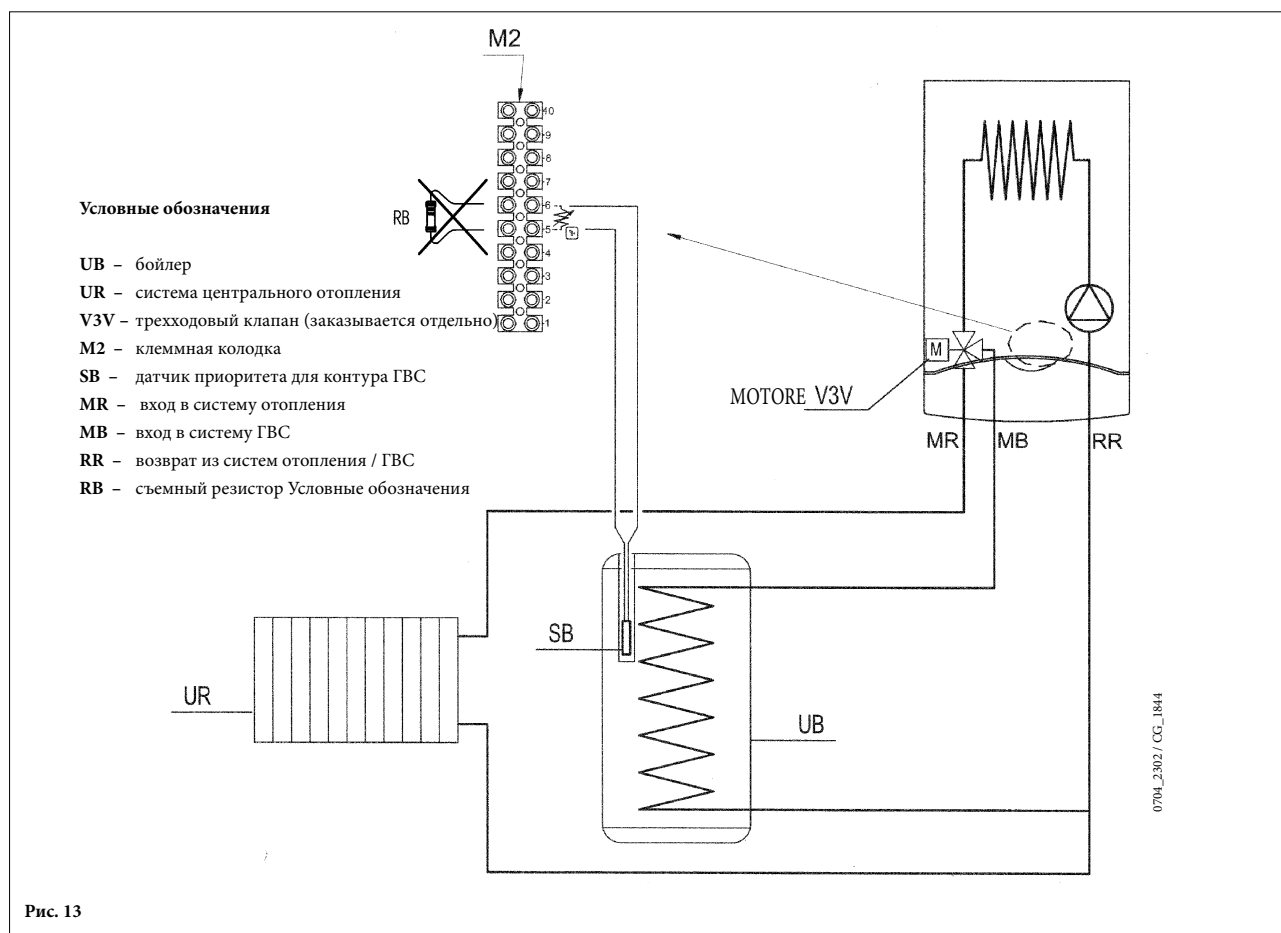 M2
10
9
8
7
6
5
4
3
2
1
RB
Условные обозначения
UB – бойлер
UR – система центрального отопления
V3V – трехходовый клапан (заказывается отдельно)
M2 – клеммная колодка
SB – датчик приоритета для контура ГВС
MR – вход в систему отопления
MB – вход в систему ГВС
RR – возврат из систем отопления / ГВС
RB – съемный резистор Условные обозначения
M
MOTORE V3V
MR MB RR
SB
UR
UB
0704_2302 / CG_1844
Рис. 13